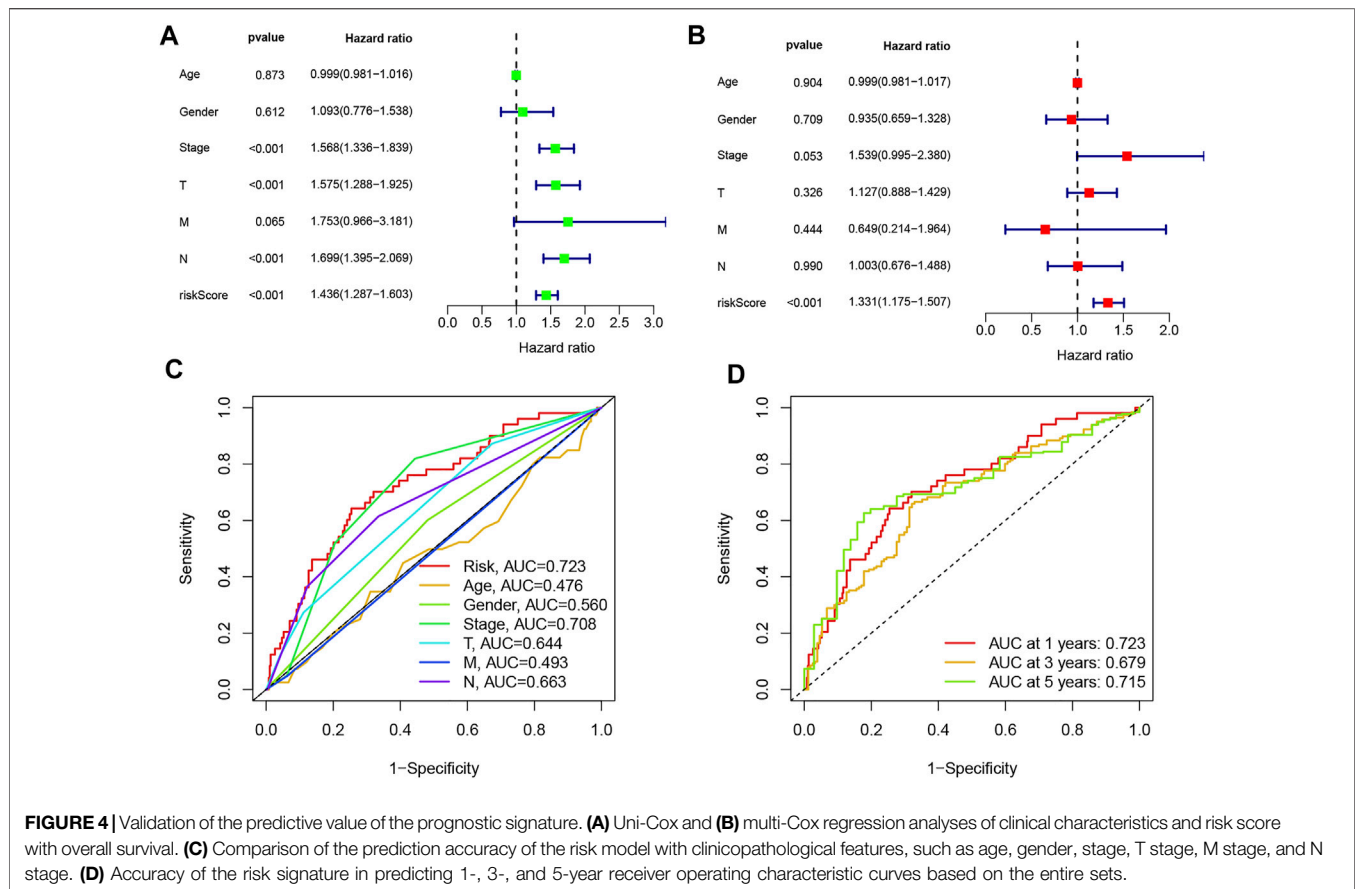 A
pvalue Hazard ratio
Age 0.873 0.999(0.981−1.016)
Gender 0.612 1.093(0.776−1.538)
Stage <0.001 1.568(1.336−1.839)
T <0.001 1.575(1.288−1.925)
M 0.065 1.753(0.966−3.181)
N <0.001 1.699(1.395−2.069)
riskScore <0.001 1.436(1.287−1.603)
0.0 0.5 1.0 1.5 2.0 2.5 3.0
Hazard ratio
B
pvalue Hazard ratio
Age 0.904 0.999(0.981−1.017)
Gender 0.709 0.935(0.659−1.328)
Stage 0.053 1.539(0.995−2.380)
T 0.326 1.127(0.888−1.429)
M 0.444 0.649(0.214−1.964)
N 0.990 1.003(0.676−1.488)
riskScore <0.001 1.331(1.175−1.507)
0.0 0.5 1.0 1.5 2.0
Hazard ratio
C
Sensitivity
1.0
0.8
0.6
0.4
0.2
0.0
Risk, AUC=0.723
Age, AUC=0.476
Gender, AUC=0.560
Stage, AUC=0.708
T, AUC=0.644
M, AUC=0.493
N, AUC=0.663
0.0 0.2 0.4 0.6 0.8 1.0
1−Specificity
D
Sensitivity
1.0
0.8
0.6
0.4
0.2
0.0
AUC at 1 years: 0.723
AUC at 3 years: 0.679
AUC at 5 years: 0.715
0.0 0.2 0.4 0.6 0.8 1.0
1−Specificity
FIGURE 4 | Validation of the predictive value of the prognostic signature. (A) Uni-Cox and (B) multi-Cox regression analyses of clinical characteristics and risk score
with overall survival. (C) Comparison of the prediction accuracy of the risk model with clinicopathological features, such as age, gender, stage, T stage, M stage, and N
stage. (D) Accuracy of the risk signature in predicting 1-, 3-, and 5-year receiver operating characteristic curves based on the entire sets.